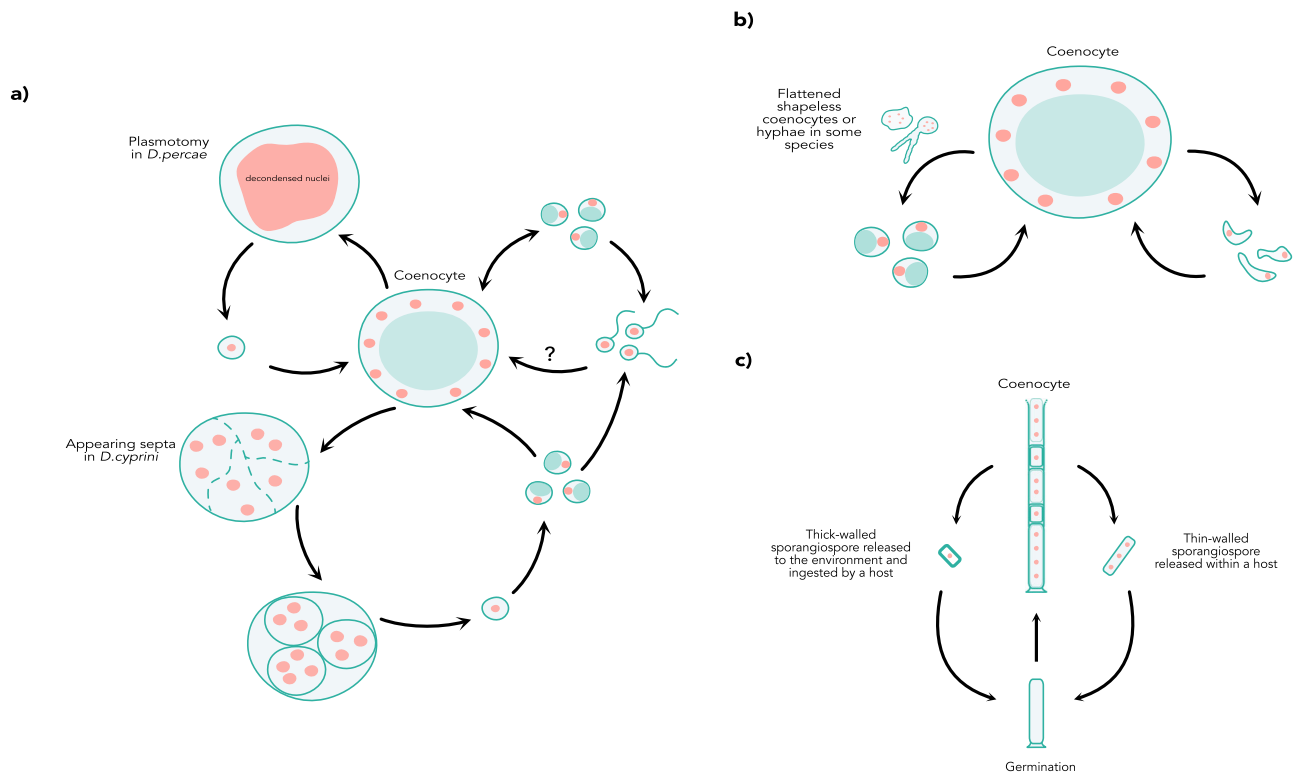 a)
Plasmotomy
in D.percae
decondensed nuclei
Coenocyte
?
Appearing septa
in D.cyprini
b)
Coenocyte
Flattened
shapeless
coenocytes or
hyphae in some
species
c)
Coenocyte
Thick-walled
sporangiospore released
to the environment and
ingested by a host
Thin-walled
sporangiospore
released within a host
Germination